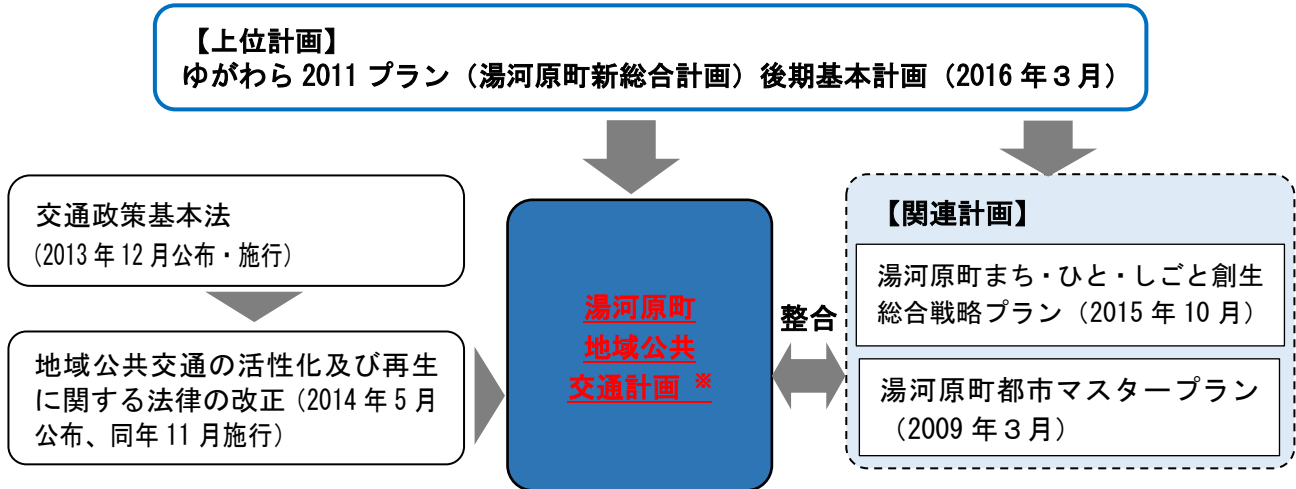 【上位計画】
ゆがわら 2011 プラン（湯河原町新総合計画）後期基本計画（2016 年３月）
交通政策基本法
（2013 年 12 月公布・施行）
地域公共交通の活性化及び再生
に関する法律の改正（2014 年 5 月
公布、同年 11 月施行）
湯河原町
地域公共
交通計画 ※
整合
【関連計画】
湯河原町まち・ひと・しごと創生
総合戦略プラン（2015 年 10 月）
湯河原町都市マスタープラン
（2009 年３月）